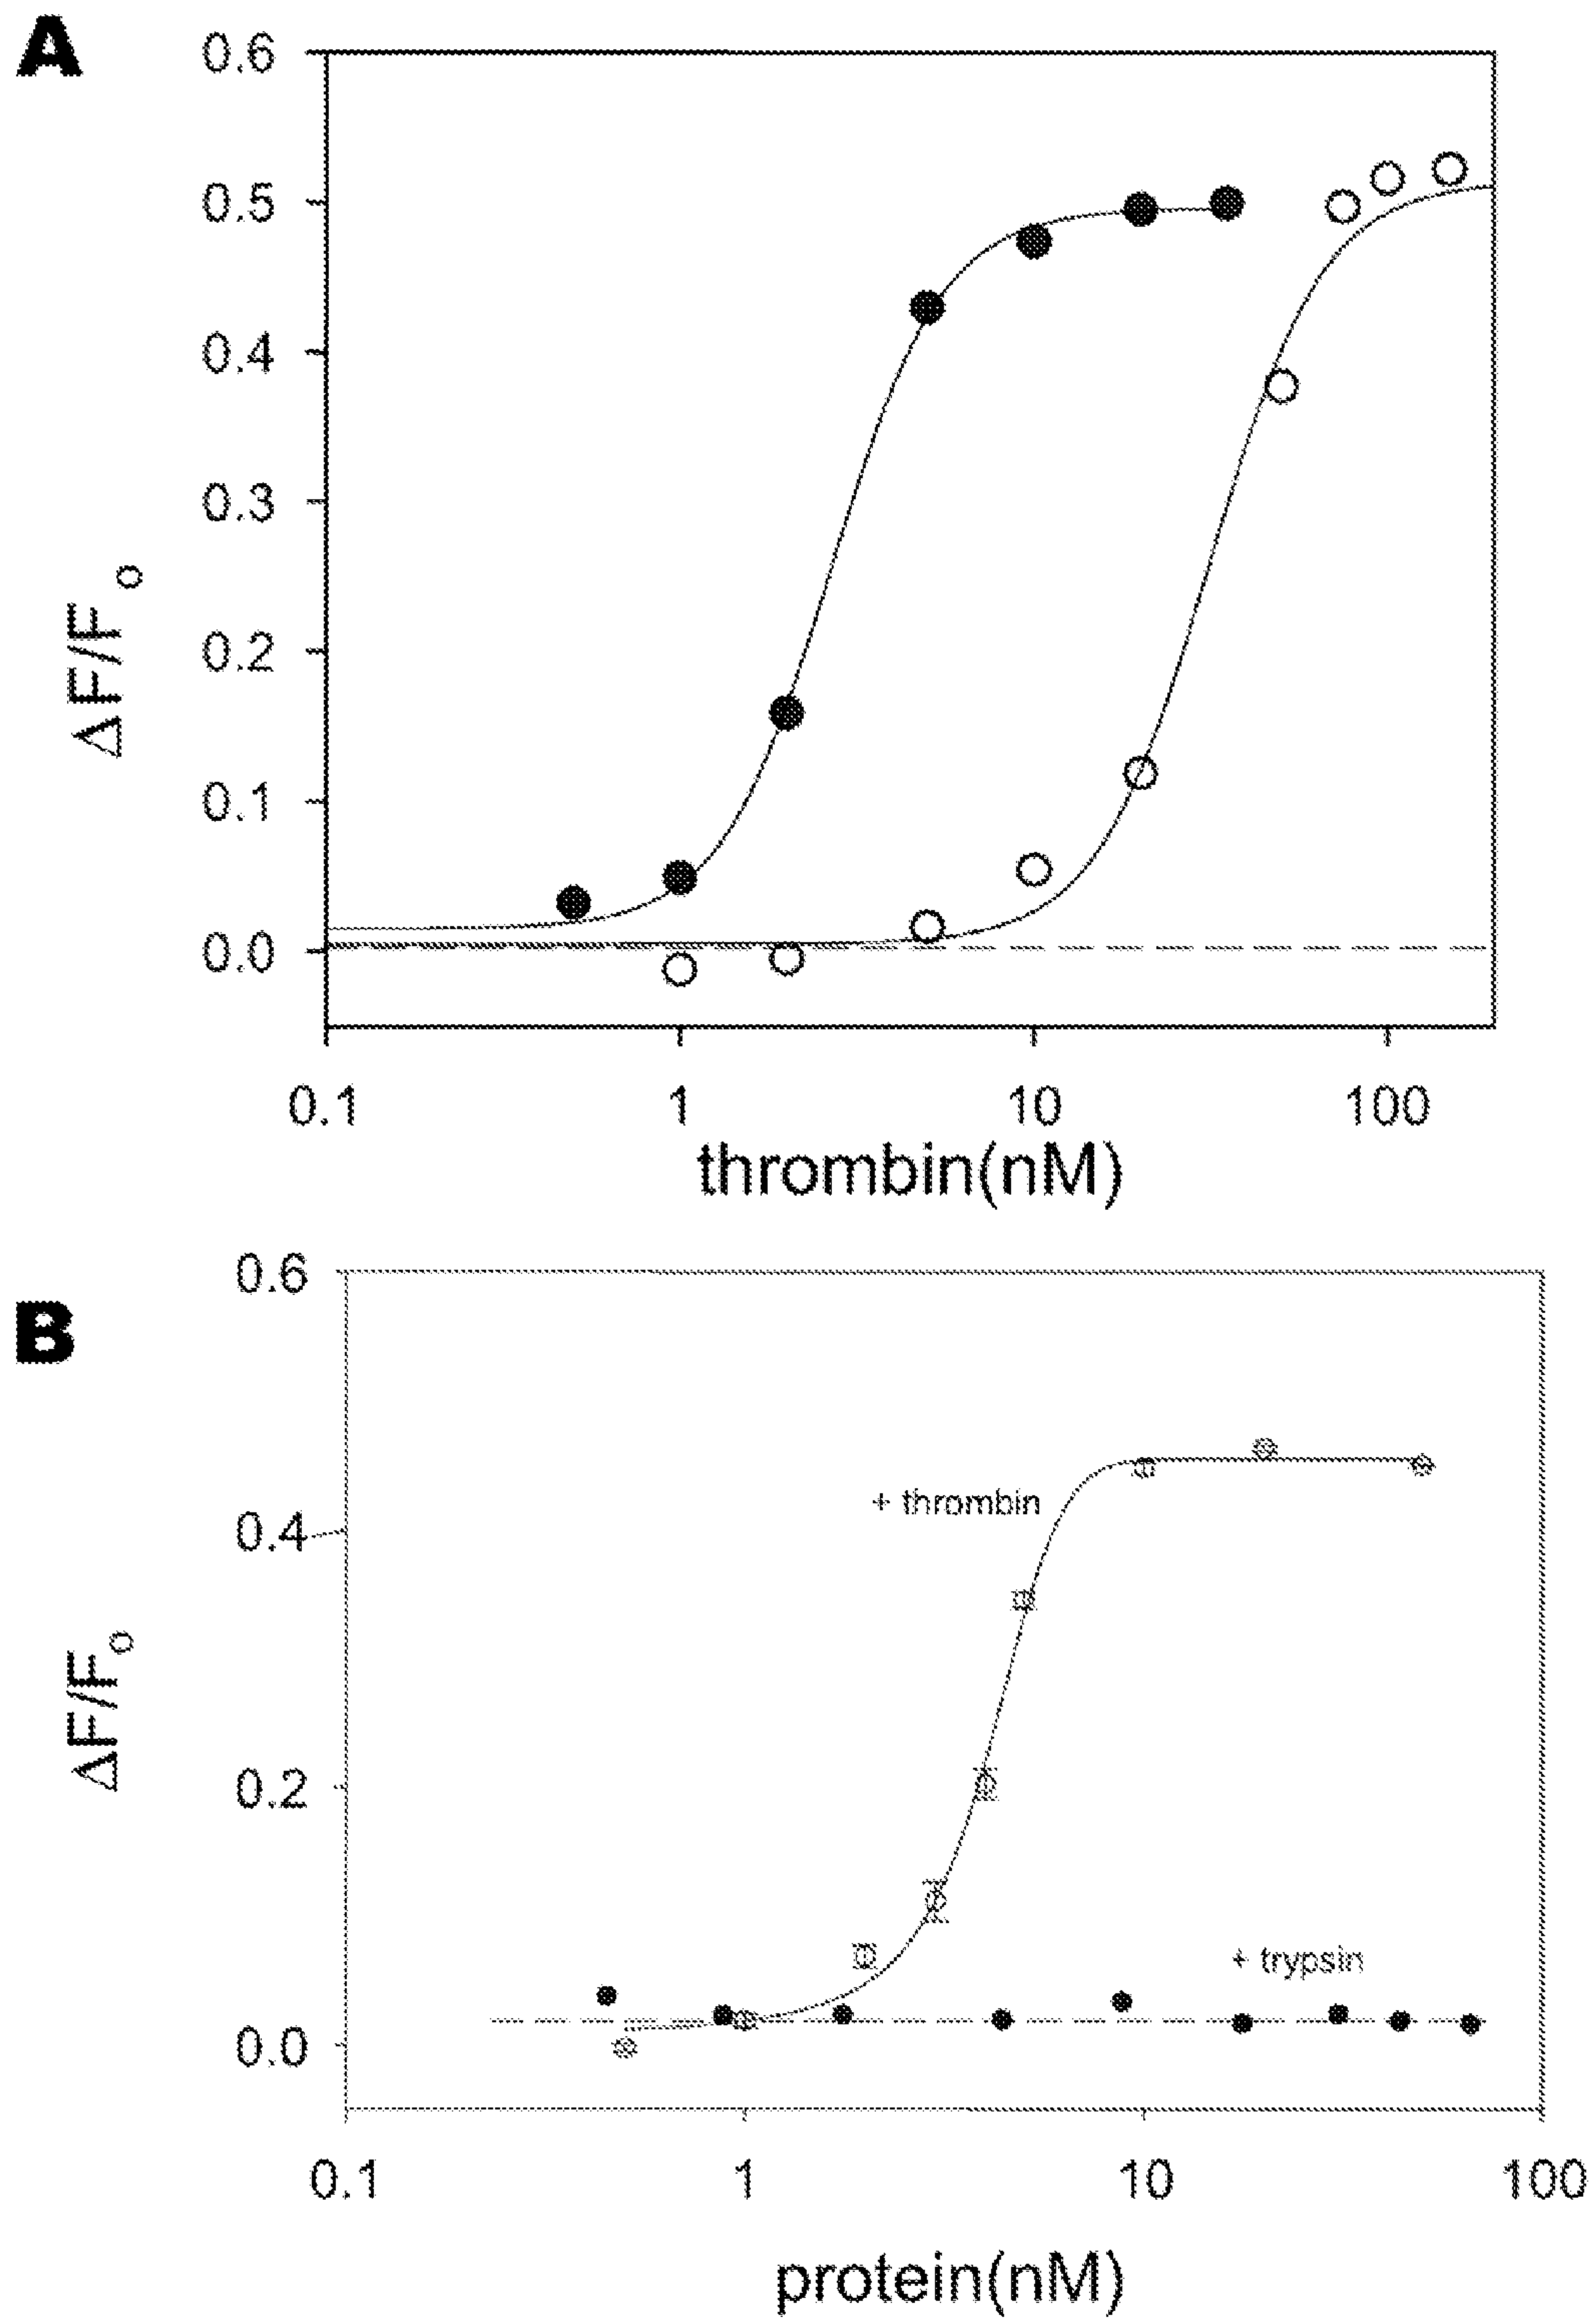 A
0.6
0.5
0.4
0.3
0.2
0.1
0.0
ΔF/Fo
0.1 1 10 100
thrombin(nM)
B
0.6
0.4
0.2
0.0
ΔF/Fo
+ thrombin
+ trypsin
0.1 1 10 100
protein(nM)